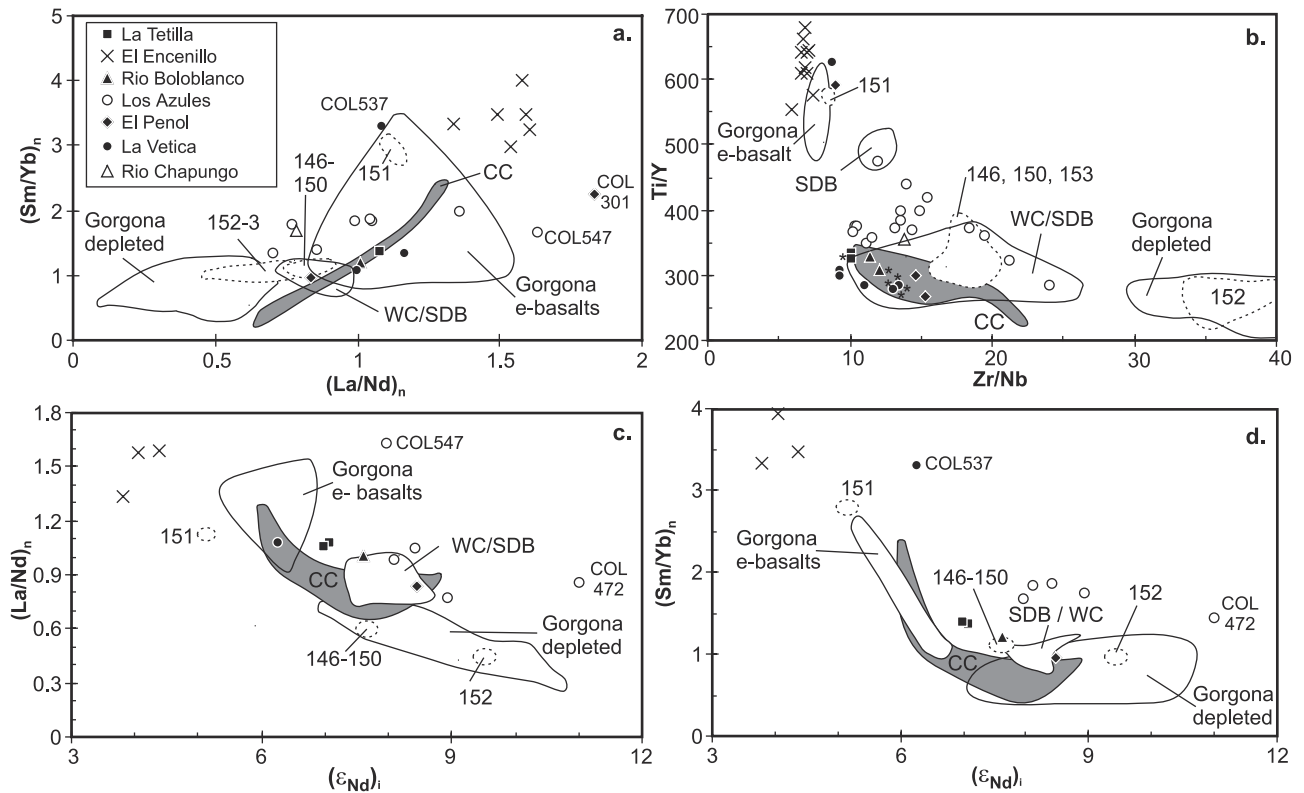 a.
5
4
3
2
1
0
(Sm/Yb)n
La Tetilla
El Encenillo
Rio Boloblanco
Los Azules
El Penol
La Vetica
Rio Chapungo
COL537
146-
150
151
CC
COL
301
COL547
Gorgona
depleted
152-3
WC/SDB
Gorgona
e-basalts
0
0.5
1
1.5
2
(La/Nd)n
b.
700
600
500
400
300
200
Ti/Y
151
Gorgona
e-basalt
SDB
146, 150, 153
WC/SDB
Gorgona
depleted
152
CC
*
*
*
*
*
*
0
10
20
30
40
Zr/Nb
c.
1.8
1.5
1.2
0.9
0.6
0.3
0
(La/Nd)n
COL547
Gorgona
e- basalts
151
WC/SDB
CC
COL
472
Gorgona
depleted
146-150
152
3
6
9
12
(εNd)i
d.
4
3
2
1
0
(Sm/Yb)n
COL537
151
Gorgona
e-basalts
146-150
SDB / WC
152
COL
472
CC
Gorgona
depleted
3
6
9
12
(εNd)i